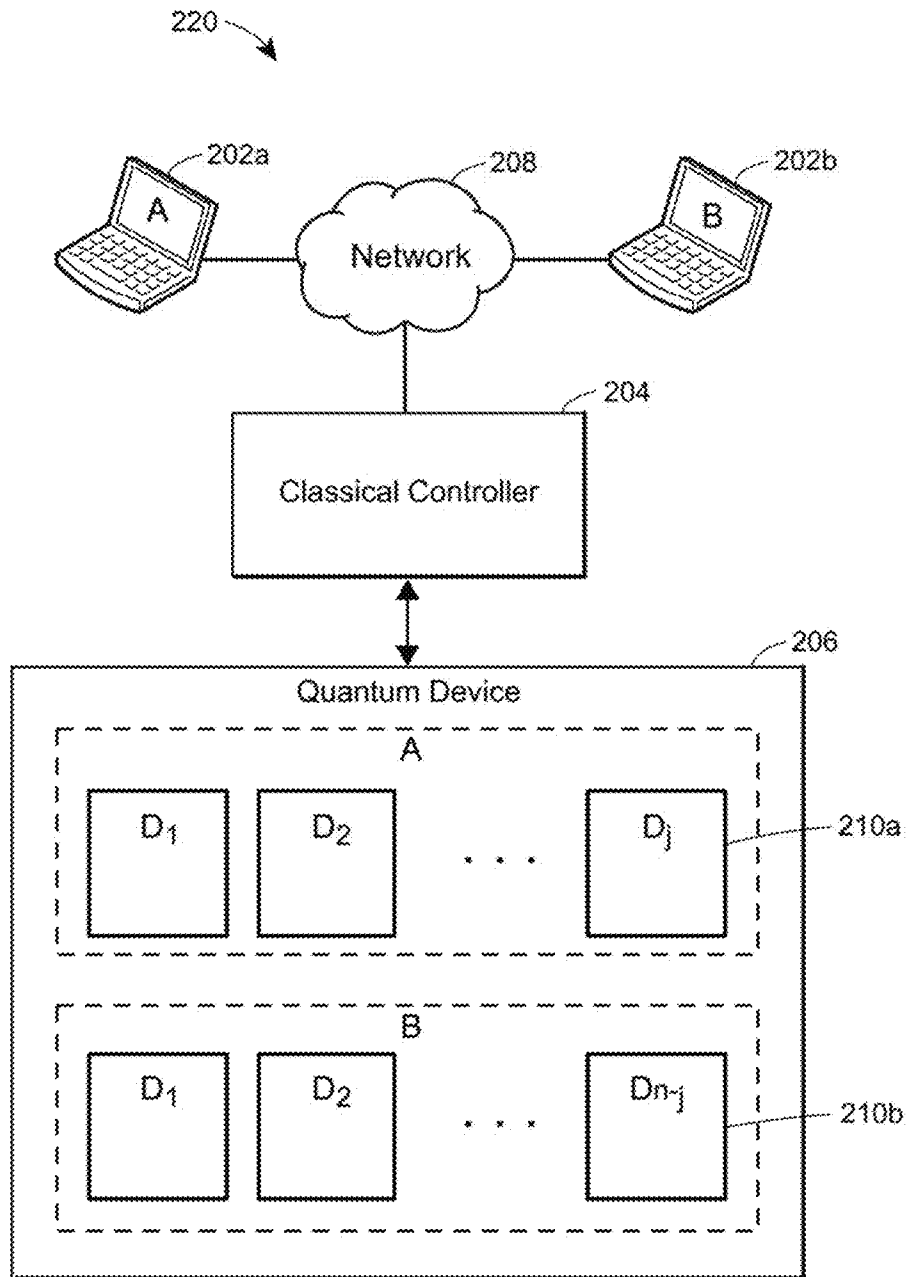 220
202a
208
202b
A
Network
B
204
Classical Controller
206
Quantum Device
A
D₁ D₂ . . . Dⱼ
210a
B
D₁ D₂ . . . Dn-j
210b